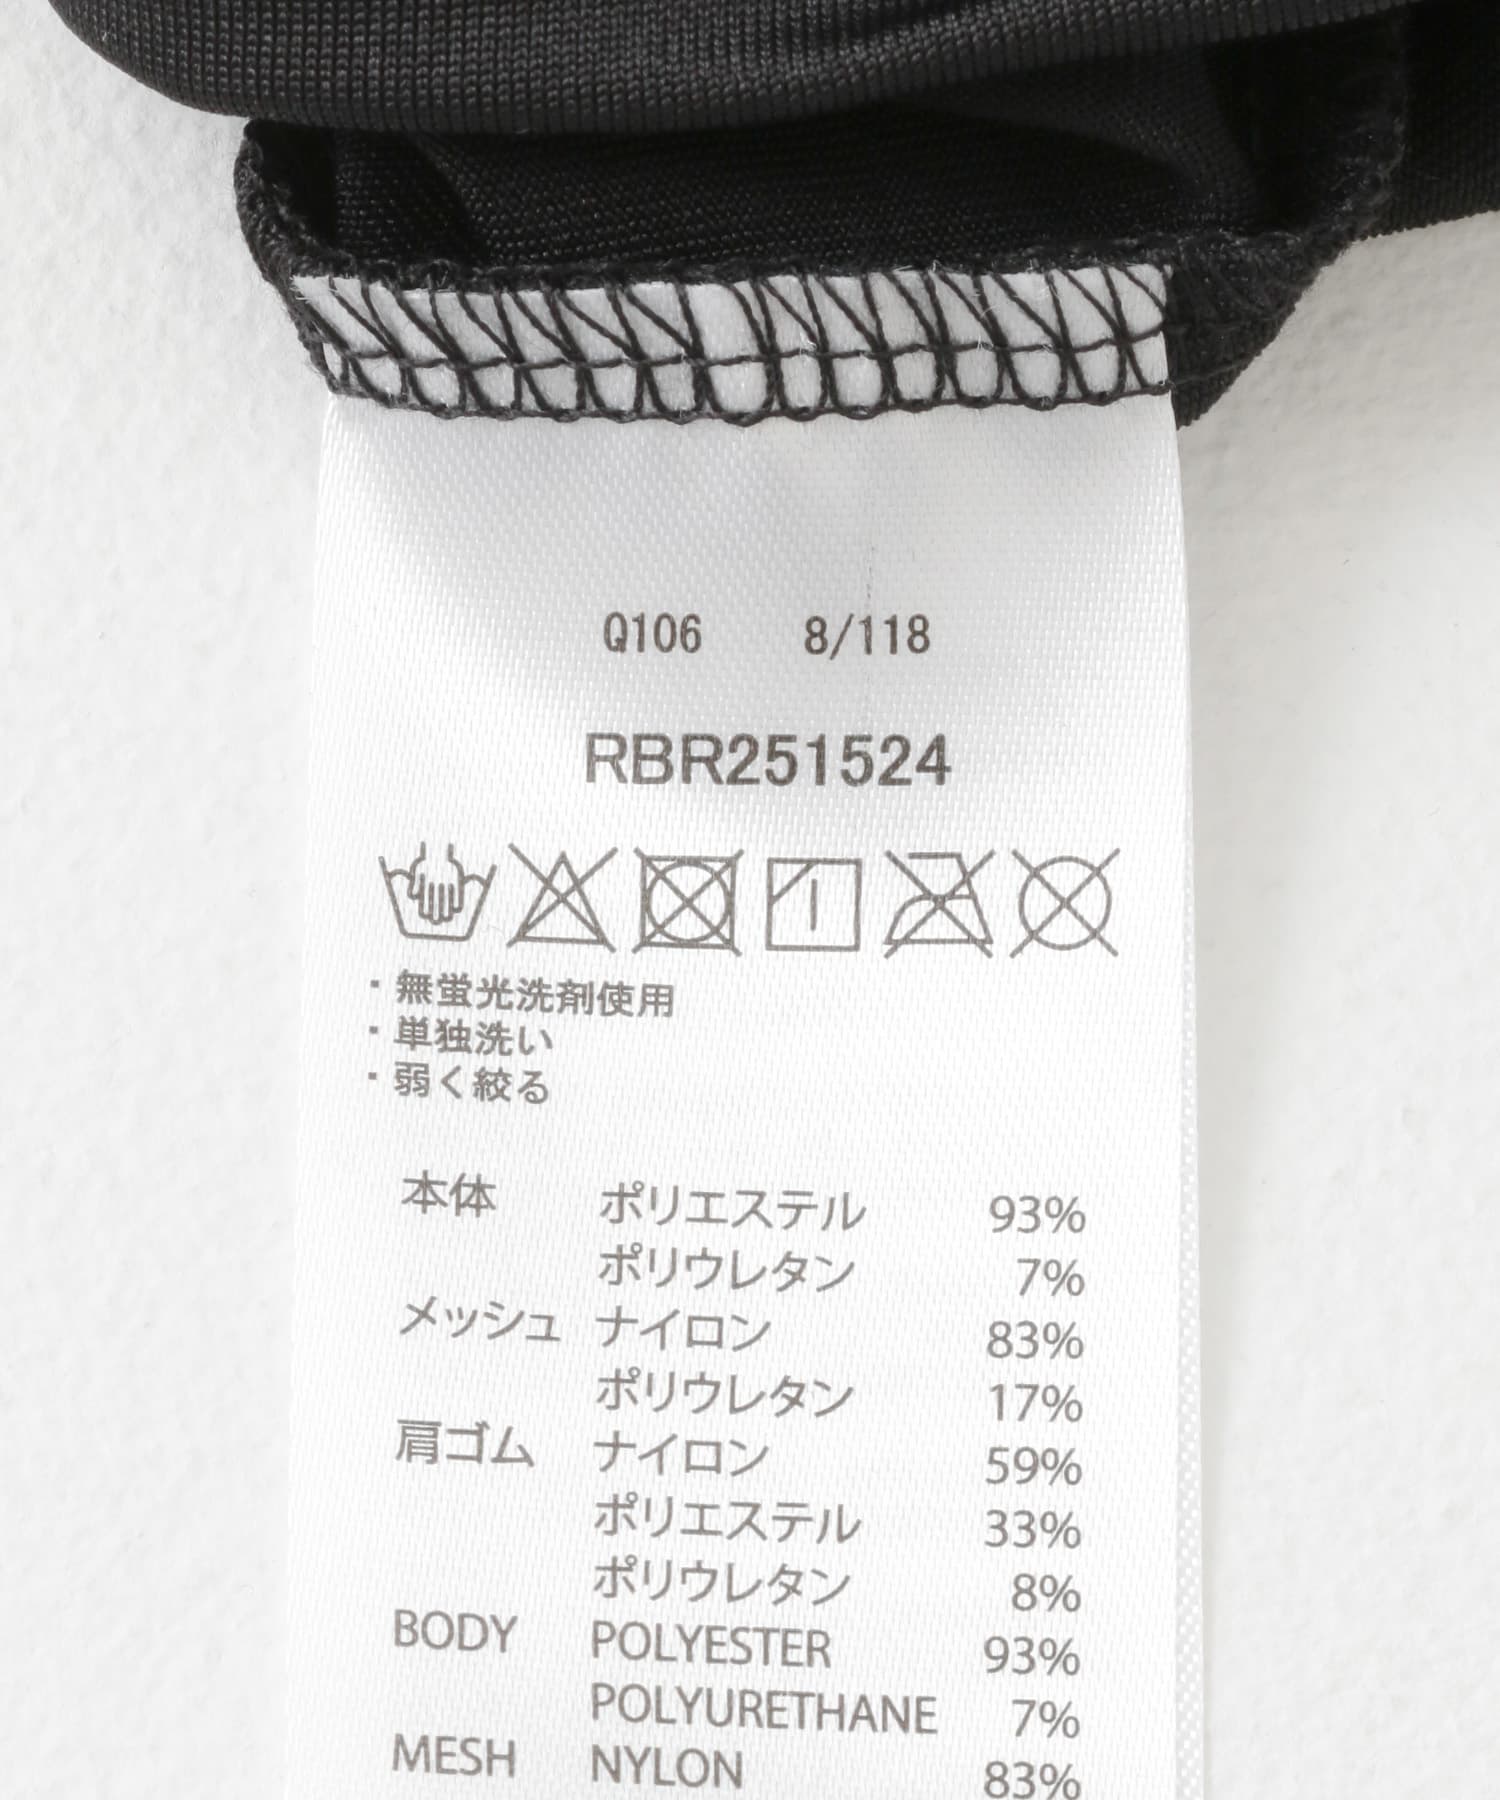 Q106 8/118
RBR251524
・無蛍光洗剤使用
・単独洗い
・弱く絞る
本体 ポリエステル 93%
ポリウレタン 7%
メッシュ ナイロン 83%
ポリウレタン 17%
肩ゴム ナイロン 59%
ポリエステル 33%
ポリウレタン 8%
BODY POLYESTER 93%
POLYURETHANE 7%
MESH NYLON 83%